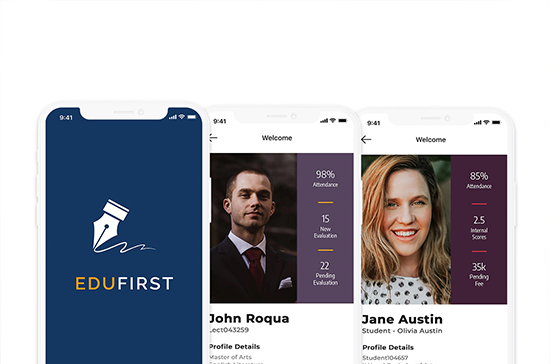 9:41
EDUFIRST
9:41
Welcome
98%
Attendance
15
New
Evaluation
22
Pending
Evaluation
John Roqua
Lect043259
Profile Details
Master of Arts
9:41
Welcome
85%
Attendance
2.5
Internal
Scores
35k
Pending
Fee
Jane Austin
Student - Olivia Austin
Profile Details
Student104657